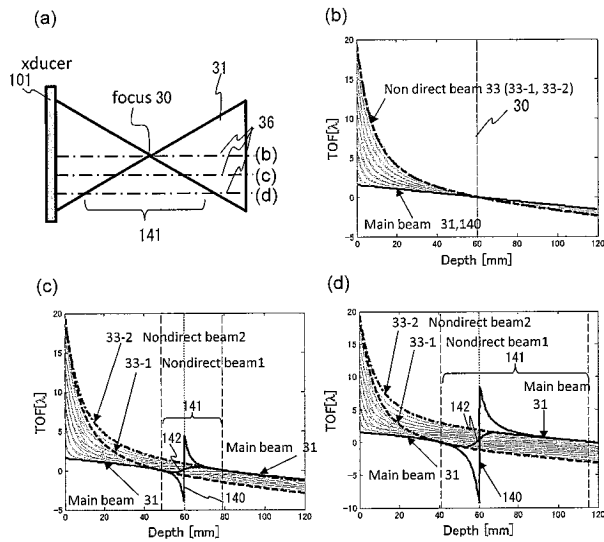 (a)
xducer
101
focus 30
31
36
(b)
(c)
(d)
141
(b)
TOF[λ]
20
15
10
5
0
-5
Non direct beam 33 (33-1, 33-2)
30
Main beam 31,140
0 20 40 60 80 100 120
Depth [mm]
(c)
TOF[λ]
20
15
10
5
0
-5
33-2 Nondirect beam2
33-1 Nondirect beam1
141
142
Main beam
31
Main beam
31
140
0 20 40 60 80 100 120
Depth [mm]
(d)
TOF[λ]
20
15
10
5
0
-5
-10
33-2 Nondirect beam2
33-1 Nondirect beam1
141
142
Main beam
31
Main beam
31
140
0 20 40 60 80 100 120
Depth [mm]